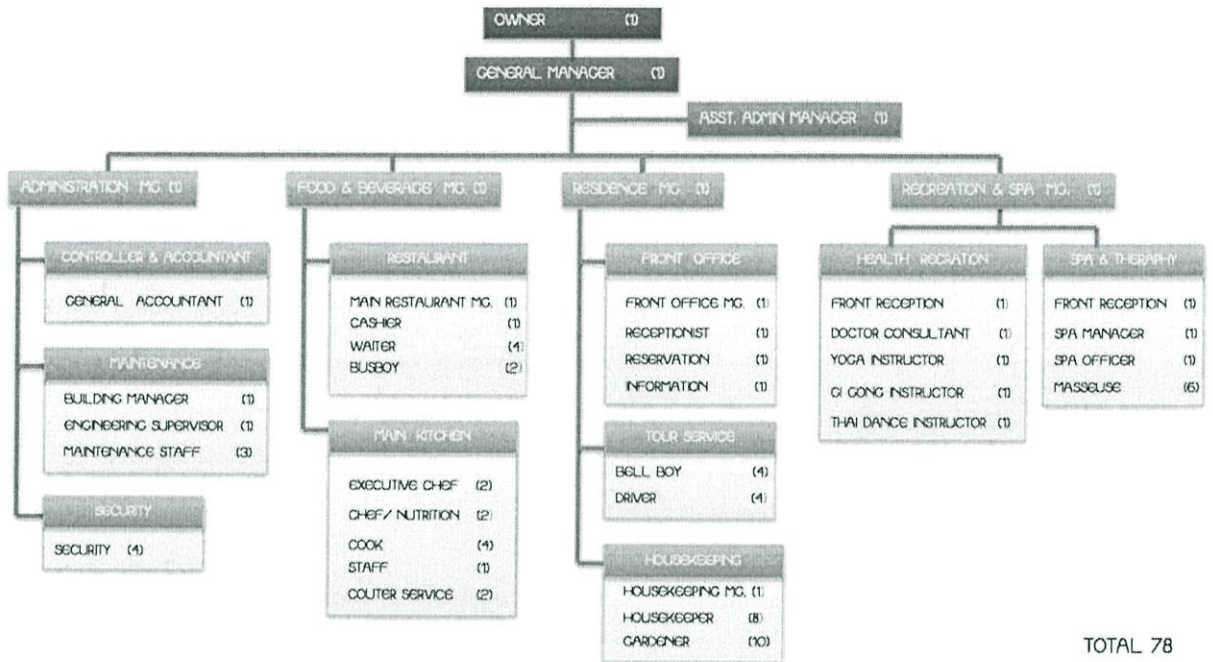 OWNER (1)
GENERAL MANAGER (1)
ASST. ADMIN MANAGER (1)
ADMINISTRATION MG. (1)
CONTROLLER & ACCOUNTANT
GENERAL ACCOUNTANT (1)
MAINTENANCE
BUILDING MANAGER (1)
ENGINEERING SUPERVISOR (1)
MAINTENANCE STAFF (3)
SECURITY
SECURITY (4)
FOOD & BEVERAGE MG. (1)
RESTAURANT
MAIN RESTAURANT MG. (1)
CASHIER (1)
WAITER (4)
BUSBOY (2)
MAIN KITCHEN
EXECUTIVE CHEF (2)
CHEF/ NUTRITION (2)
COOK (4)
STAFF (1)
COUTER SERVICE (2)
RESIDENCE MG. (1)
FRONT OFFICE
FRONT OFFICE MG. (1)
RECEPTIONIST (1)
RESERVATION (1)
INFORMATION (1)
TOUR SERVICE
BELL BOY (4)
DRIVER (4)
HOUSEKEEPING
HOUSEKEEPING MG. (1)
HOUSEKEEPER (8)
GARDENER (10)
RECREATION & SPA MG. (1)
HEALTH RECRATION
FRONT RECEPTION (1)
DOCTOR CONSULTANT (1)
YOGA INSTRUCTOR (1)
GI GONG INSTRUCTOR (1)
THAI DANCE INSTRUCTOR (1)
SPA & THERAPHY
FRONT RECEPTION (1)
SPA MANAGER (1)
SPA OFFICER (1)
MASSEUSE (6)
TOTAL 78